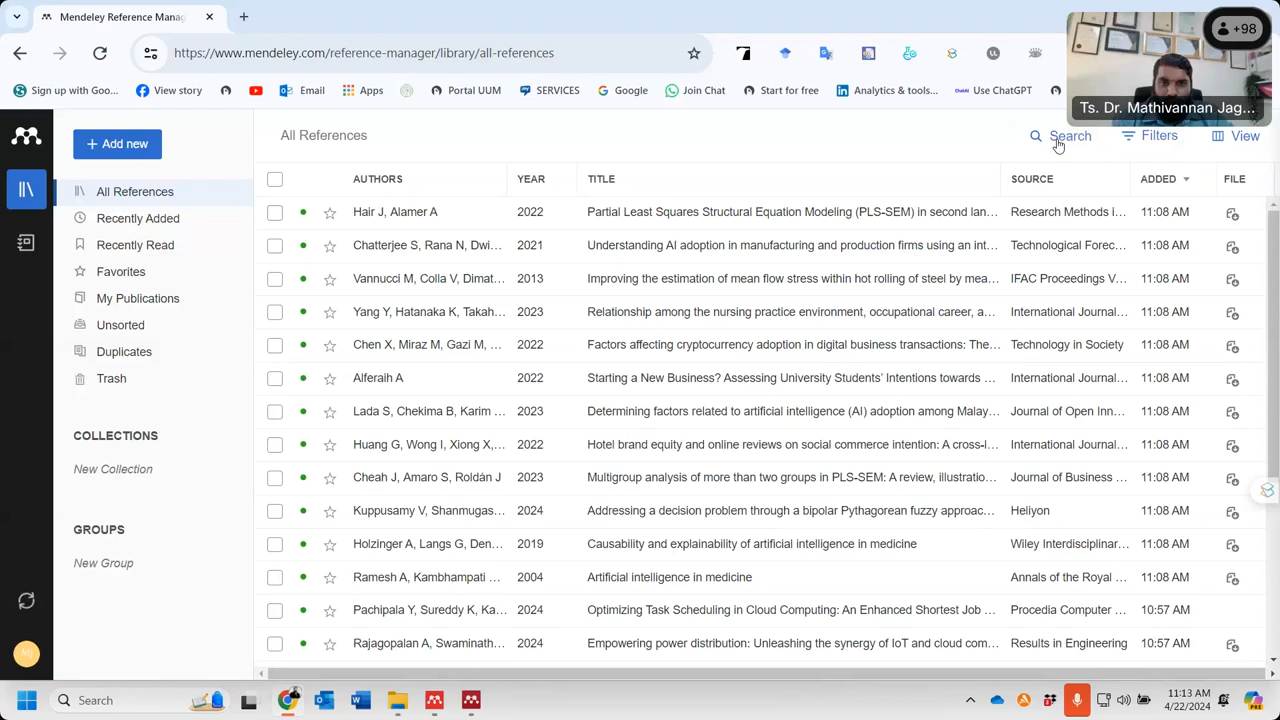 Mendeley Reference Mana
https://www.mendeley.com/reference-manager/library/all-references
+98
Ts. Dr. Mathivannan Jag...
Sign up with Goo...
View story
Email
Apps
Portal UUM
SERVICES
Google
Join Chat
Start for free
Analytics & tools...
Use ChatGPT
+ Add new
All References
Search
Filters
View
AUTHORS YEAR TITLE SOURCE ADDED FILE
All References
Recently Added
Recently Read
Favorites
My Publications
Unsorted
Duplicates
Trash
COLLECTIONS
New Collection
GROUPS
New Group
Hair J, Alamer A 2022 Partial Least Squares Structural Equation Modeling (PLS-SEM) in second lan... Research Methods i... 11:08 AM
Chatterjee S, Rana N, Dwi... 2021 Understanding AI adoption in manufacturing and production firms using an int... Technological Forec... 11:08 AM
Vannucci M, Colla V, Dimat... 2013 Improving the estimation of mean flow stress within hot rolling of steel by mea... IFAC Proceedings V... 11:08 AM
Yang Y, Hatanaka K, Takah... 2023 Relationship among the nursing practice environment, occupational career, a... International Journal... 11:08 AM
Chen X, Miraz M, Gazi M, ... 2022 Factors affecting cryptocurrency adoption in digital business transactions: The... Technology in Society 11:08 AM
Alferaih A 2022 Starting a New Business? Assessing University Students’ Intentions towards ... International Journal... 11:08 AM
Lada S, Chekima B, Karim ... 2023 Determining factors related to artificial intelligence (AI) adoption among Malay... Journal of Open Inn... 11:08 AM
Huang G, Wong I, Xiong X,... 2022 Hotel brand equity and online reviews on social commerce intention: A cross-l... International Journal... 11:08 AM
Cheah J, Amaro S, Roldán J 2023 Multigroup analysis of more than two groups in PLS-SEM: A review, illustratio... Journal of Business ... 11:08 AM
Kuppusamy V, Shanmugas... 2024 Addressing a decision problem through a bipolar Pythagorean fuzzy approac... Heliyon 11:08 AM
Holzinger A, Langs G, Den... 2019 Causability and explainability of artificial intelligence in medicine Wiley Interdisciplinar... 11:08 AM
Ramesh A, Kambhampati ... 2004 Artificial intelligence in medicine Annals of the Royal ... 11:08 AM
Pachipala Y, Sureddy K, Ka... 2024 Optimizing Task Scheduling in Cloud Computing: An Enhanced Shortest Job ... Procedia Computer ... 10:57 AM
Rajagopalan A, Swaminath... 2024 Empowering power distribution: Unleashing the synergy of IoT and cloud com... Results in Engineering 10:57 AM
MJ
Search
11:13 AM
4/22/2024